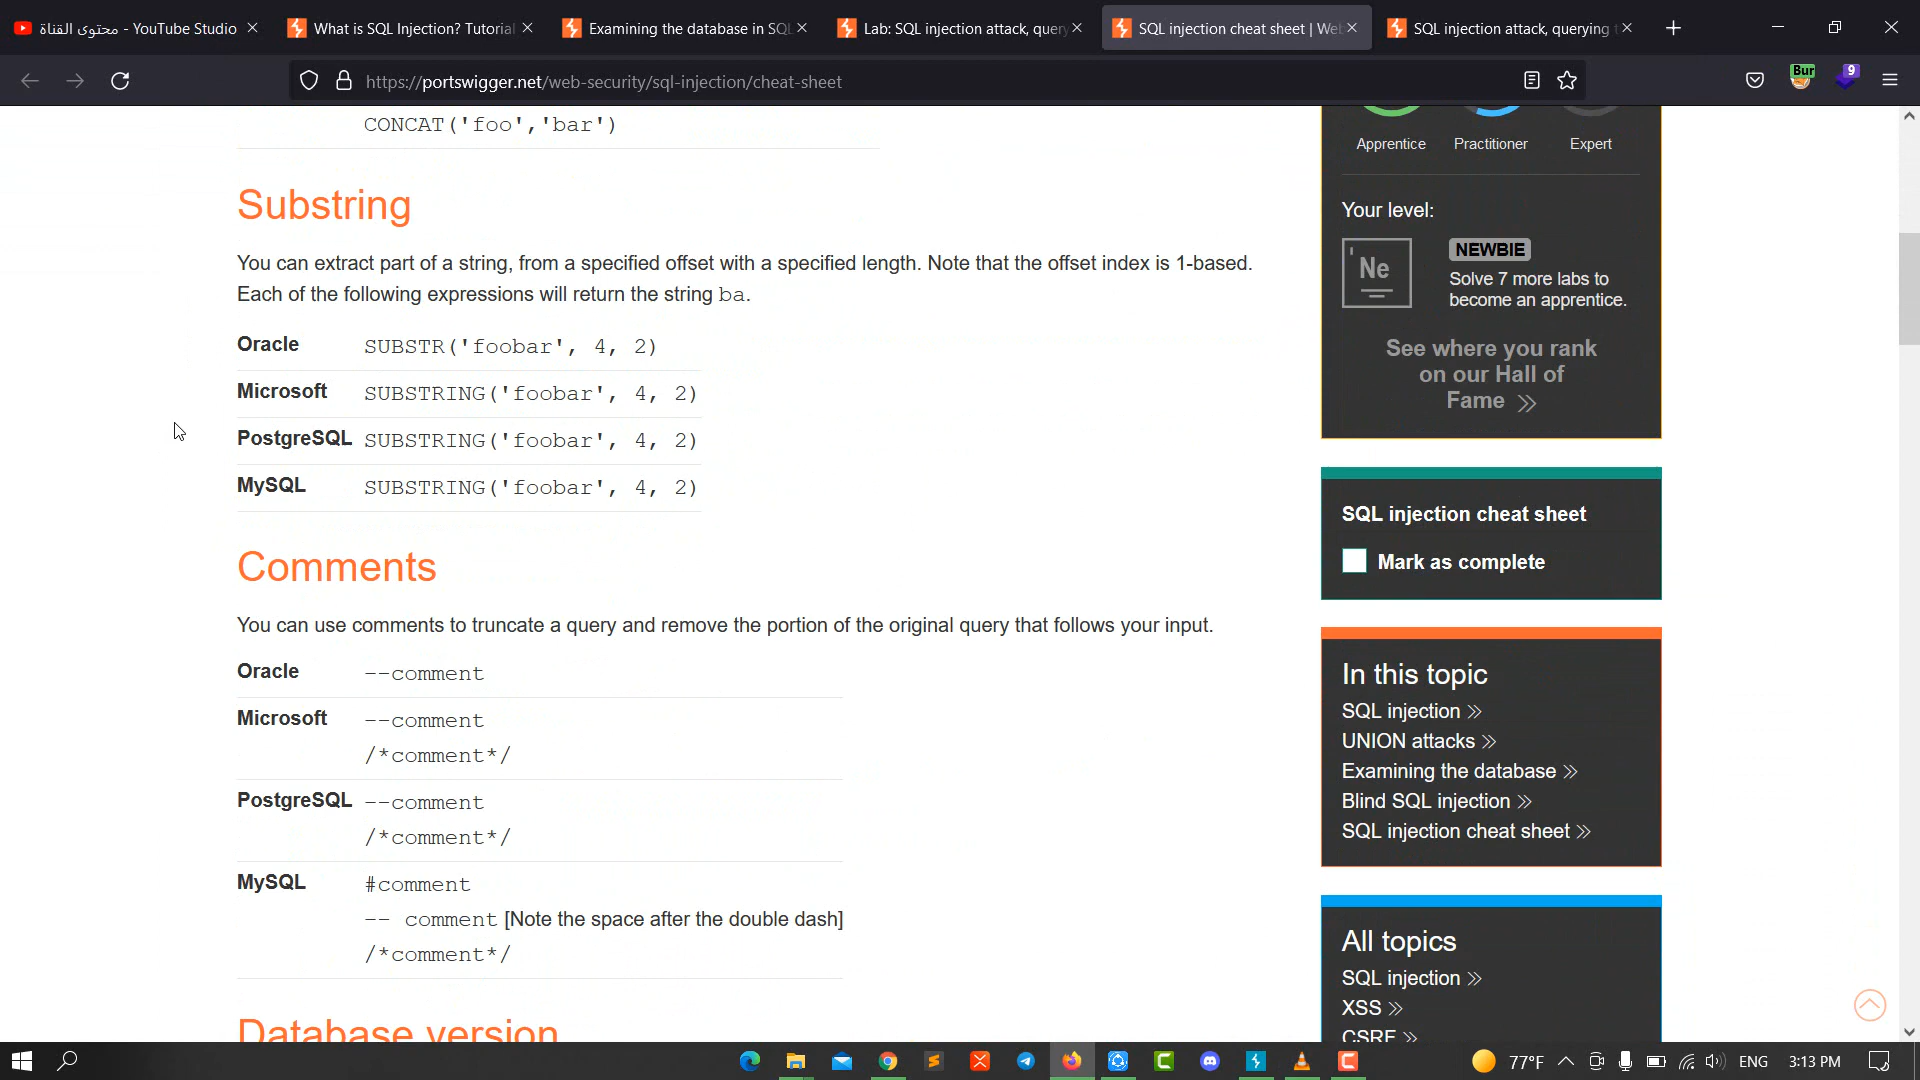 محتوى القناة - YouTube Studio
What is SQL Injection? Tutorial
Examining the database in SQL
Lab: SQL injection attack, query
SQL injection cheat sheet | Web
SQL injection attack, querying t
https://portswigger.net/web-security/sql-injection/cheat-sheet
Bur
9
CONCAT('foo','bar')
Substring
You can extract part of a string, from a specified offset with a specified length. Note that the offset index is 1-based.
Each of the following expressions will return the string ba.
Oracle SUBSTR('foobar', 4, 2)
Microsoft SUBSTRING('foobar', 4, 2)
PostgreSQL SUBSTRING('foobar', 4, 2)
MySQL SUBSTRING('foobar', 4, 2)
Comments
You can use comments to truncate a query and remove the portion of the original query that follows your input.
Oracle --comment
Microsoft --comment
/*comment*/
PostgreSQL --comment
/*comment*/
MySQL #comment
-- comment [Note the space after the double dash]
/*comment*/
Database version
Apprentice Practitioner Expert
Your level:
Ne
NEWBIE
Solve 7 more labs to
become an apprentice.
See where you rank
on our Hall of
Fame
SQL injection cheat sheet
Mark as complete
In this topic
SQL injection
UNION attacks
Examining the database
Blind SQL injection
SQL injection cheat sheet
All topics
SQL injection
XSS
CSRF
77°F ENG 3:13 PM